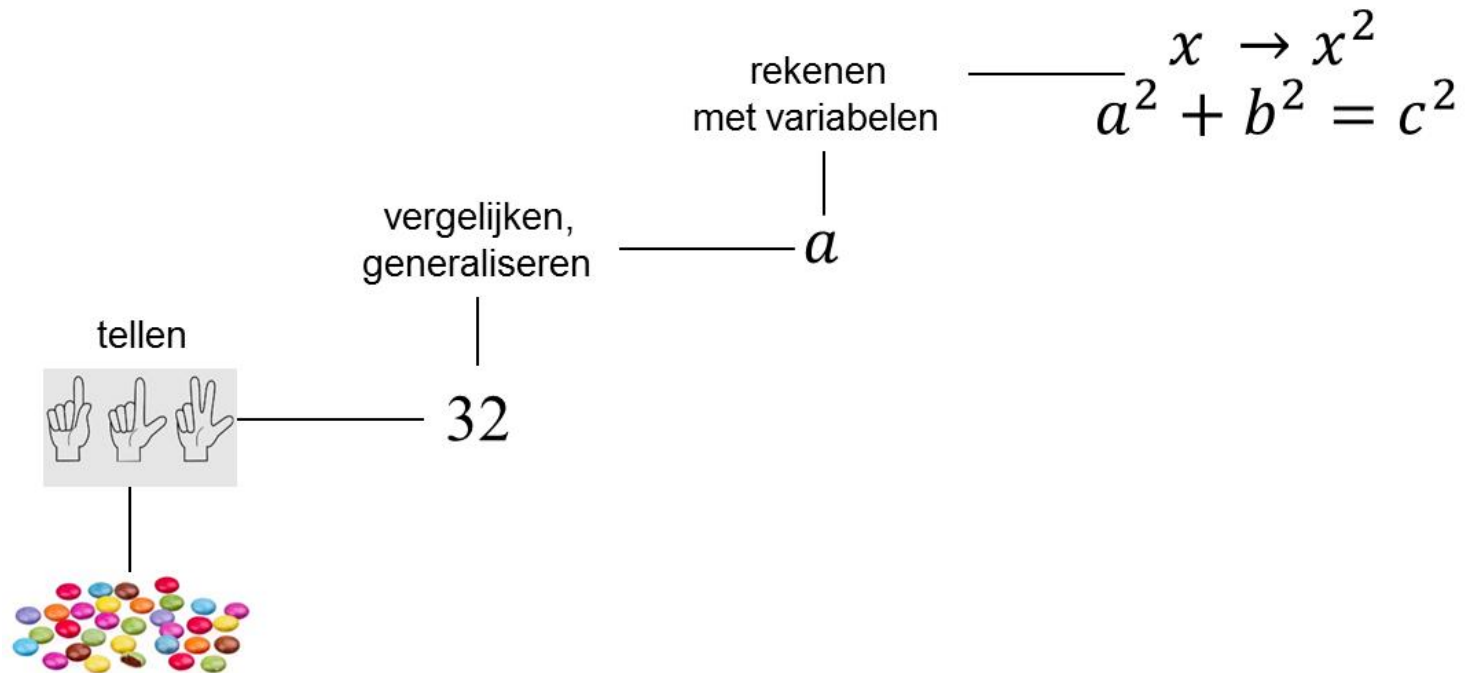 x → x²
a² + b² = c²
rekenen
met variabelen
vergelijken,
generaliseren
a
tellen
32